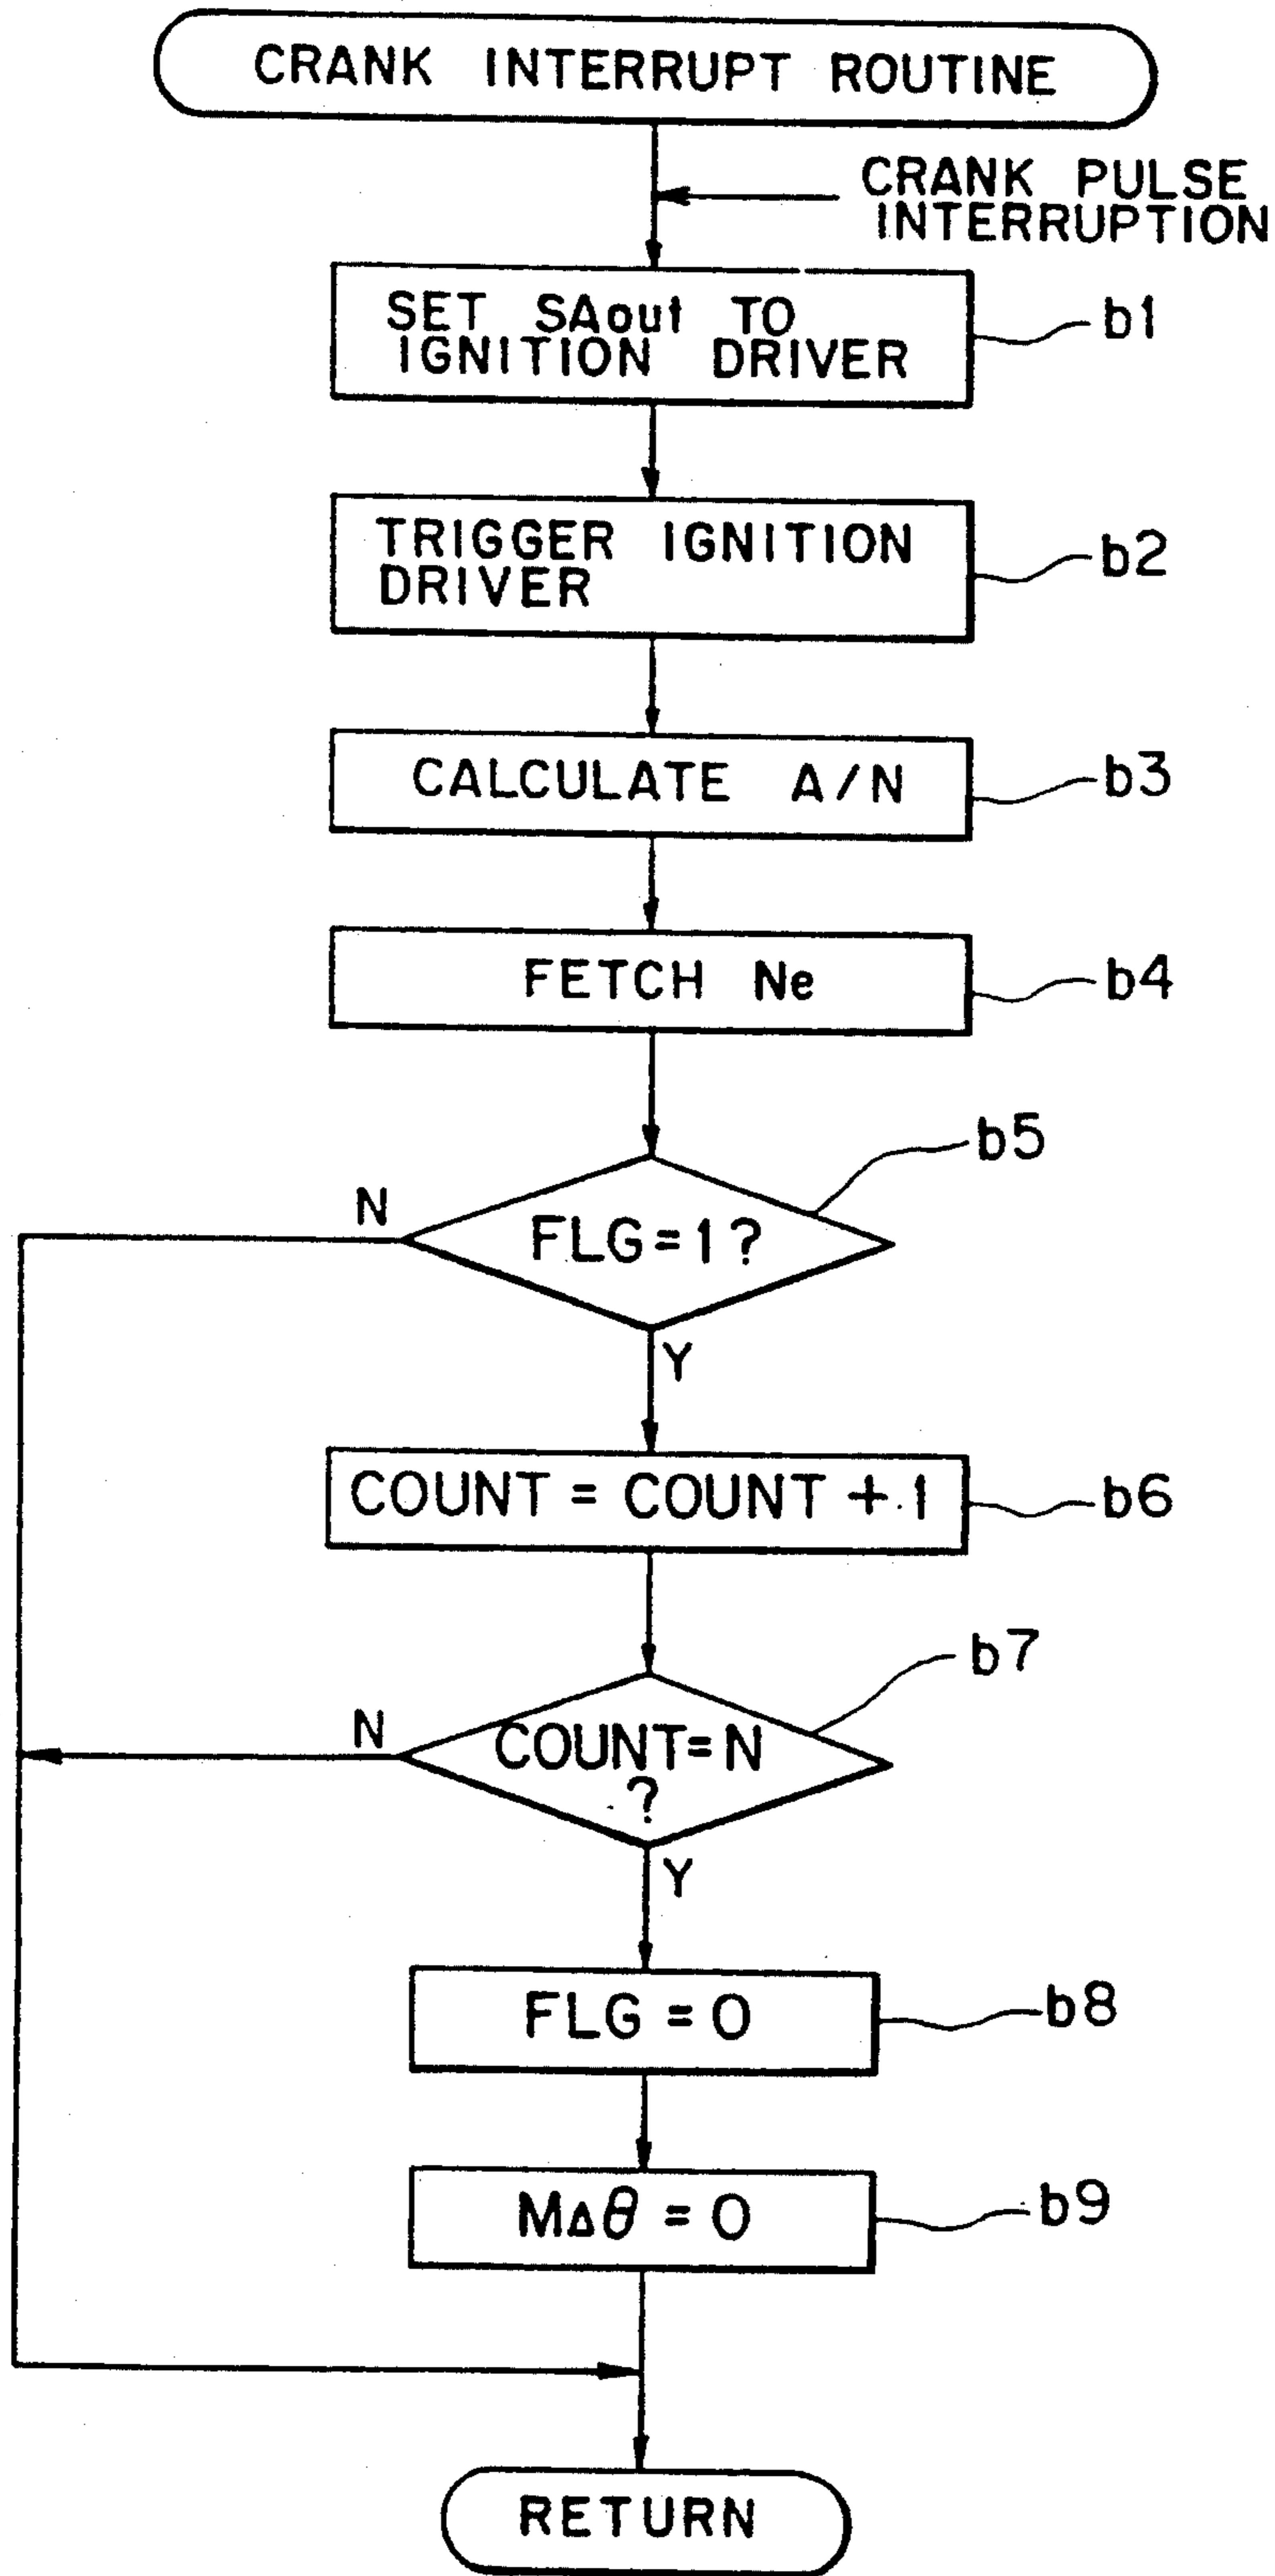 CRANK INTERRUPT ROUTINE
CRANK PULSE
INTERRUPTION
SET SAout TO
IGNITION DRIVER
b1
TRIGGER IGNITION
DRIVER
b2
CALCULATE A/N
b3
FETCH Ne
b4
b5
N
FLG=1?
Y
COUNT = COUNT + 1
b6
b7
N
COUNT=N
?
Y
FLG = 0
b8
MΔθ = 0
b9
RETURN